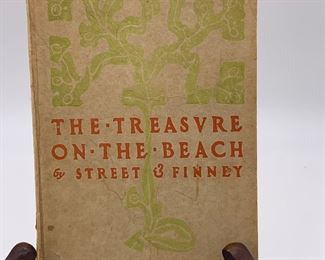 THE·TREASVRE
ON·THE·BEACH
by STREET & FINNEY